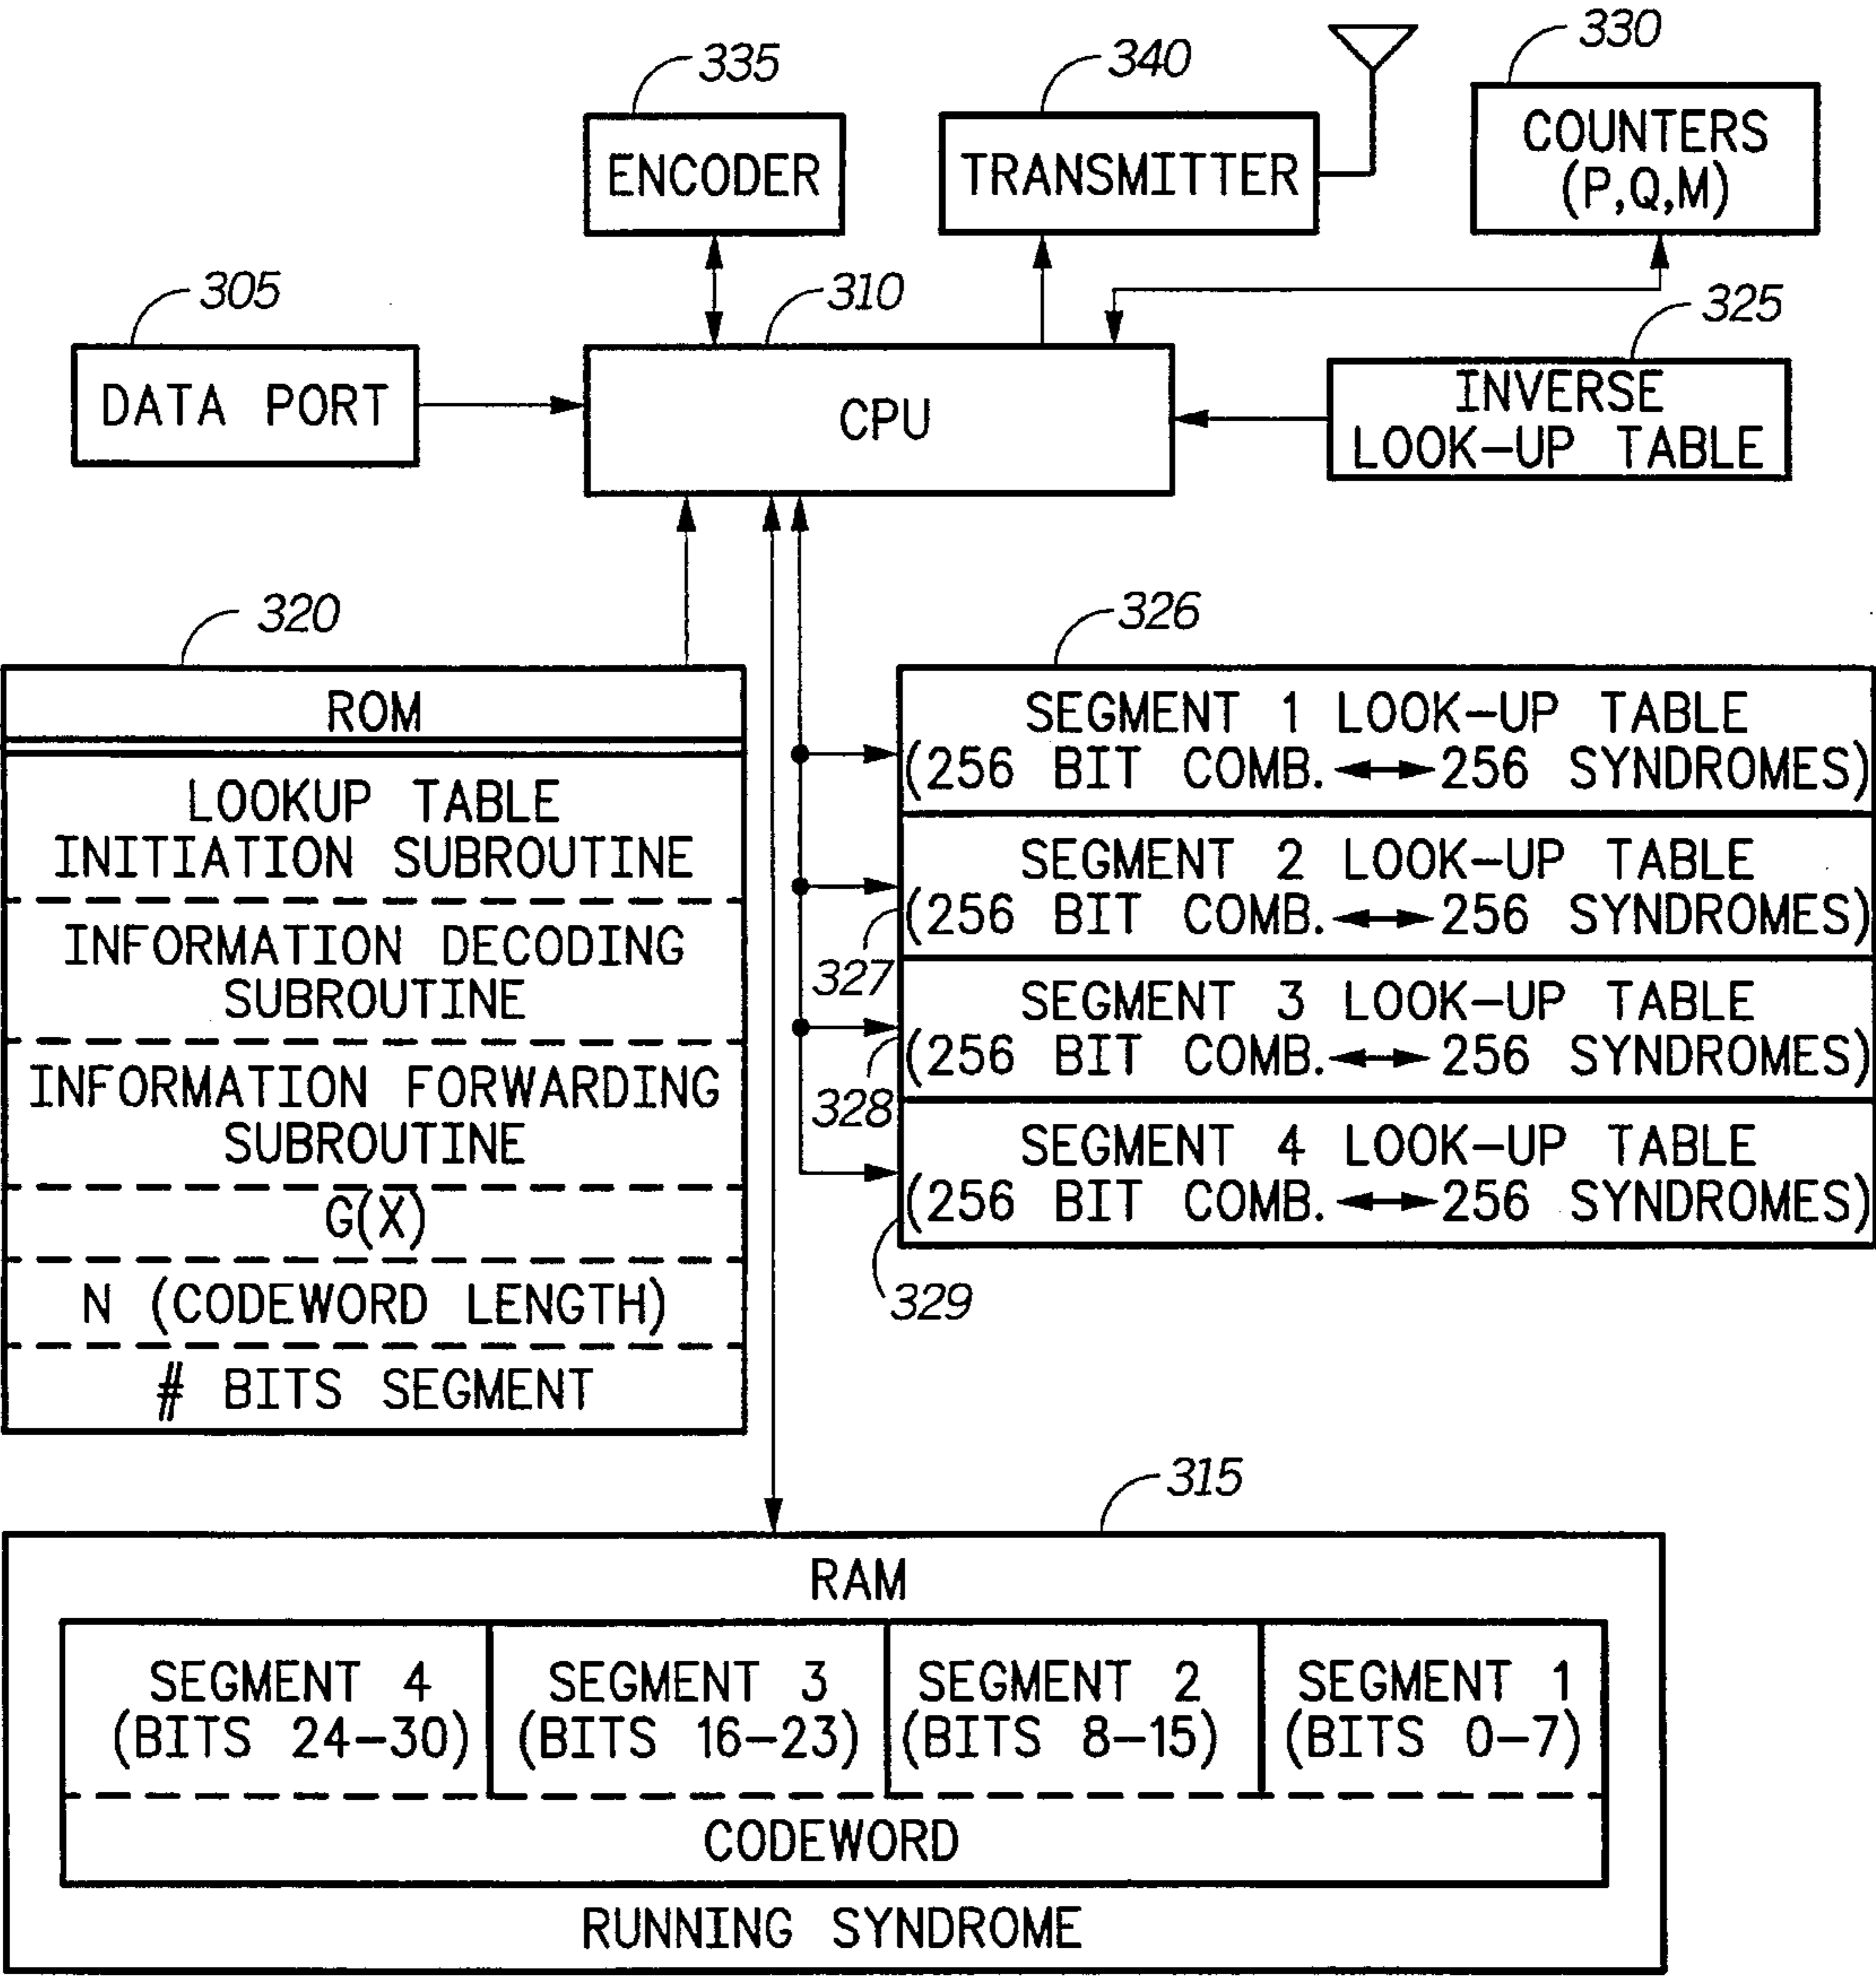 335
340
330
ENCODER
TRANSMITTER
COUNTERS
(P,Q,M)
305
310
325
DATA PORT
CPU
INVERSE
LOOK-UP TABLE
320
326
ROM
LOOKUP TABLE
INITIATION SUBROUTINE
INFORMATION DECODING
SUBROUTINE
INFORMATION FORWARDING
SUBROUTINE
G(X)
N (CODEWORD LENGTH)
# BITS SEGMENT
SEGMENT 1 LOOK-UP TABLE
(256 BIT COMB. ↔ 256 SYNDROMES)
SEGMENT 2 LOOK-UP TABLE
(256 BIT COMB. ↔ 256 SYNDROMES)
327
SEGMENT 3 LOOK-UP TABLE
(256 BIT COMB. ↔ 256 SYNDROMES)
328
SEGMENT 4 LOOK-UP TABLE
(256 BIT COMB. ↔ 256 SYNDROMES)
329
315
RAM
SEGMENT 4
(BITS 24-30)
SEGMENT 3
(BITS 16-23)
SEGMENT 2
(BITS 8-15)
SEGMENT 1
(BITS 0-7)
CODEWORD
RUNNING SYNDROME